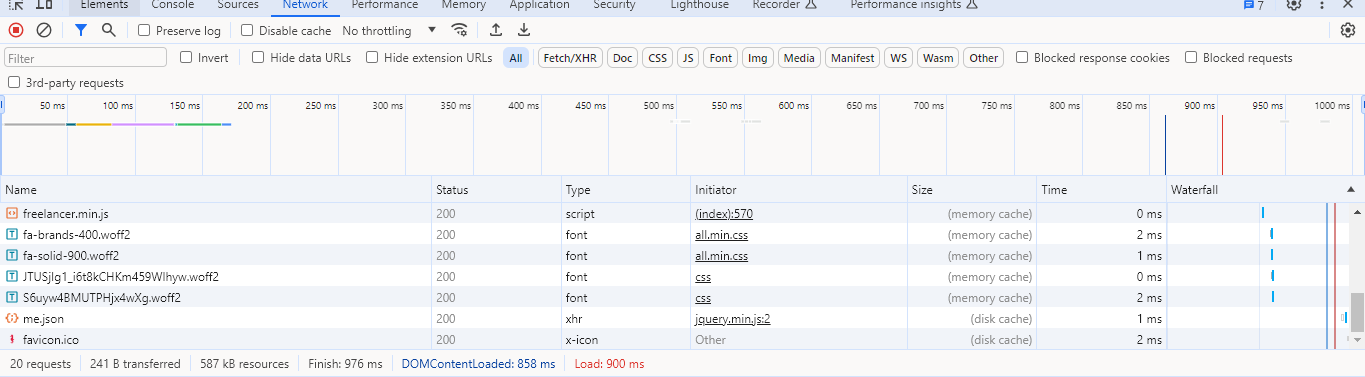 Elements Console Sources Network Performance Memory Application Security Lighthouse Recorder Performance insights 7
Preserve log Disable cache No throttling
Filter Invert Hide data URLs Hide extension URLs All Fetch/XHR Doc CSS JS Font Img Media Manifest WS Wasm Other Blocked response cookies Blocked requests
3rd-party requests
50 ms 100 ms 150 ms 200 ms 250 ms 300 ms 350 ms 400 ms 450 ms 500 ms 550 ms 600 ms 650 ms 700 ms 750 ms 800 ms 850 ms 900 ms 950 ms 1000 ms
Name Status Type Initiator Size Time Waterfall
freelancer.min.js 200 script (index):570 (memory cache) 0 ms
fa-brands-400.woff2 200 font all.min.css (memory cache) 2 ms
fa-solid-900.woff2 200 font all.min.css (memory cache) 1 ms
JTUSjIg1_i6t8kCHKm459Wlhyw.woff2 200 font css (memory cache) 0 ms
S6uyw4BMUTPHjx4wXg.woff2 200 font css (memory cache) 2 ms
me.json 200 xhr jquery.min.js:2 (disk cache) 1 ms
favicon.ico 200 x-icon Other (disk cache) 2 ms
20 requests 241 B transferred 587 kB resources Finish: 976 ms DOMContentLoaded: 858 ms Load: 900 ms